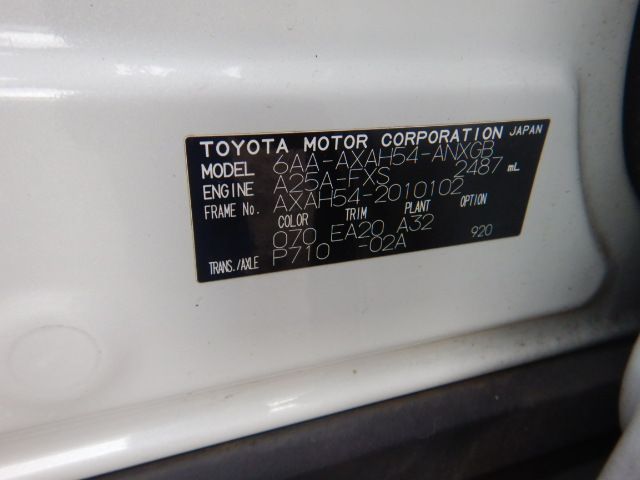 TOYOTA MOTOR CORPORATION JAPAN
MODEL 6AA-AXAH54-ANXGB
ENGINE A25A-FXS 2487 mL
FRAME No. AXAH54-2010102
COLOR TRIM PLANT OPTION
070 EA20 A32 920
TRANS./AXLE P710 -02A